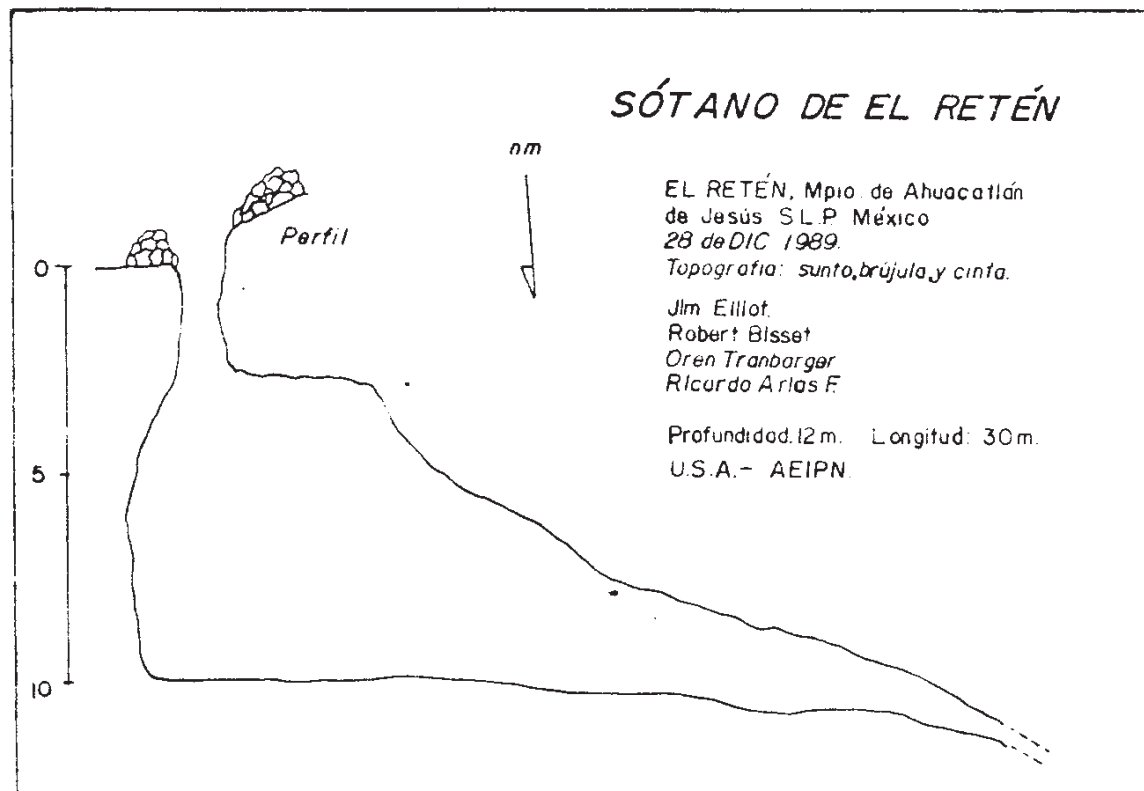 SÓTANO DE EL RETÉN
nm
EL RETÉN, Mpio. de Ahuacatlán
de Jesús S.L.P. México
28 de DIC 1989.
Topografia: sunto, brújula, y cinta.
Jim Elliot.
Robert Bisset
Oren Tranbarger
Ricardo Arias F.
Profundidad. 12 m. Longitud: 30 m.
U.S.A.- AEIPN.
Perfil
0
5
10